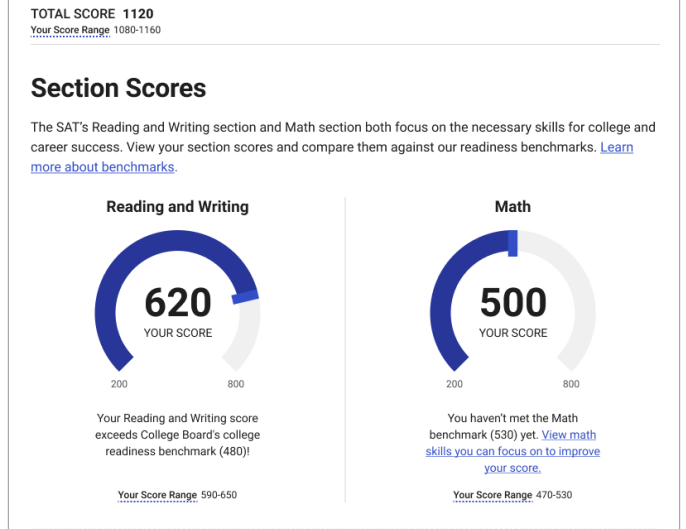 TOTAL SCORE 1120
Your Score Range 1080-1160
Section Scores
The SAT's Reading and Writing section and Math section both focus on the necessary skills for college and
career success. View your section scores and compare them against our readiness benchmarks. Learn
more about benchmarks.
Reading and Writing
620
YOUR SCORE
200 800
Your Reading and Writing score
exceeds College Board's college
readiness benchmark (480)!
Your Score Range 590-650
Math
500
YOUR SCORE
200 800
You haven't met the Math
benchmark (530) yet. View math
skills you can focus on to improve
your score.
Your Score Range 470-530